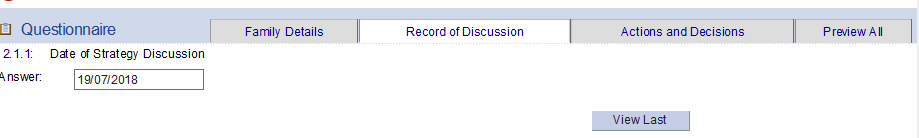 Questionnaire Family Details Record of Discussion Actions and Decisions Preview All
2.1.1: Date of Strategy Discussion
Answer: 19/07/2018
View Last